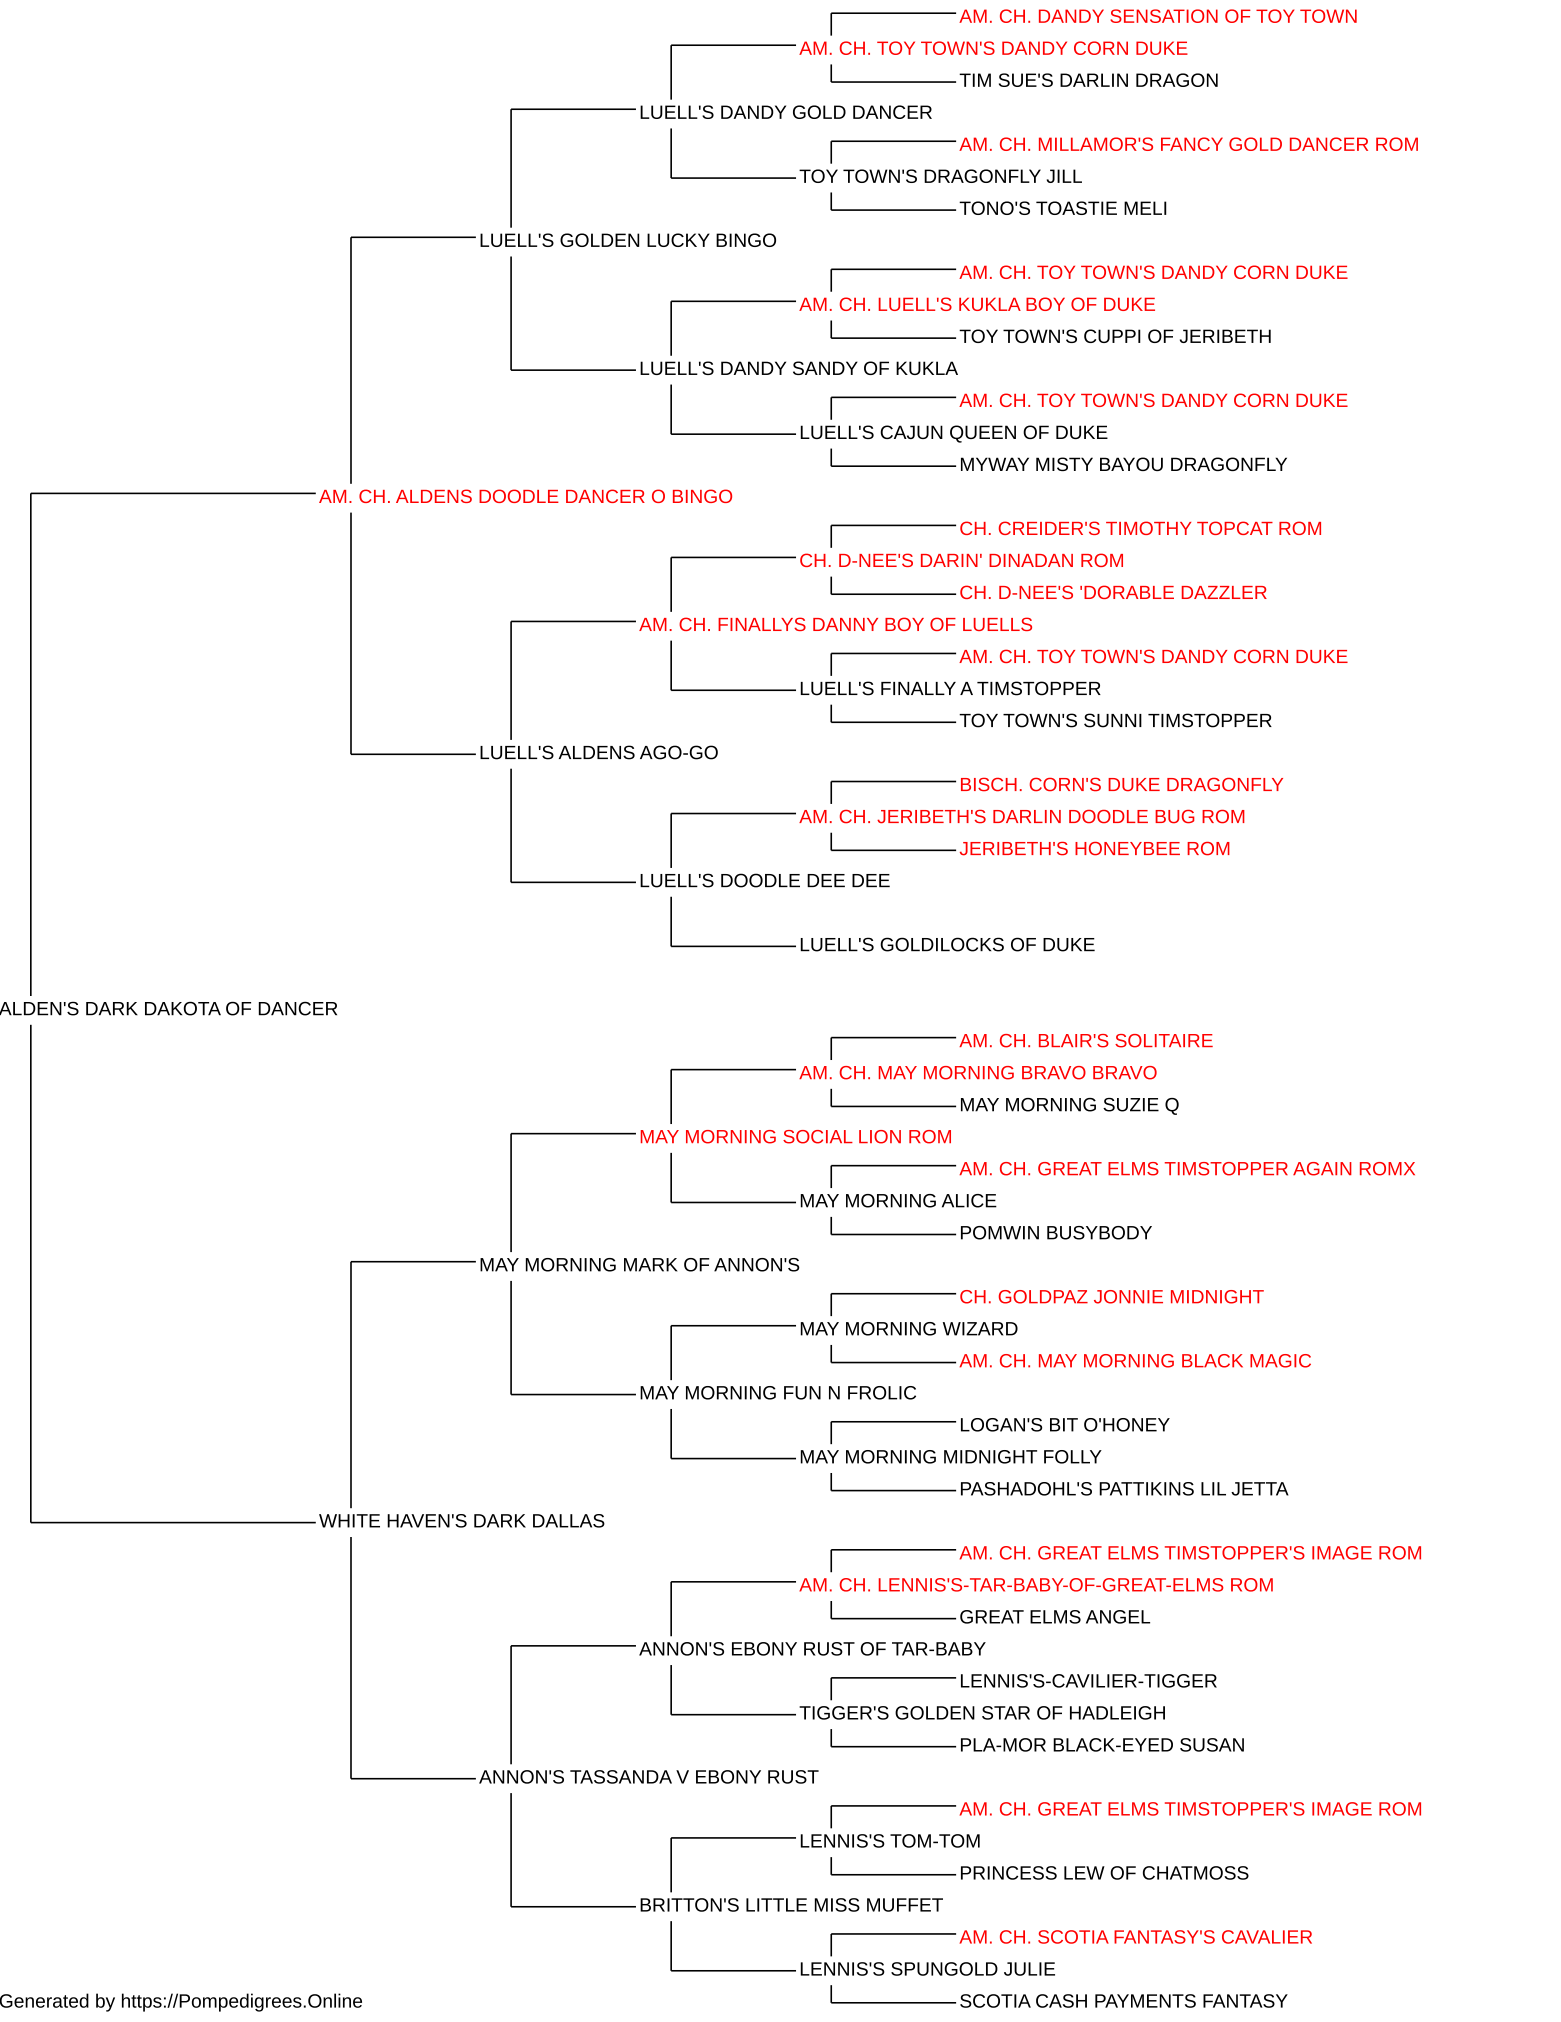 AM. CH. DANDY SENSATION OF TOY TOWN
AM. CH. TOY TOWN'S DANDY CORN DUKE
TIM SUE'S DARLIN DRAGON
LUELL'S DANDY GOLD DANCER
AM. CH. MILLAMOR'S FANCY GOLD DANCER ROM
TOY TOWN'S DRAGONFLY JILL
TONO'S TOASTIE MELI
LUELL'S GOLDEN LUCKY BINGO
AM. CH. TOY TOWN'S DANDY CORN DUKE
AM. CH. LUELL'S KUKLA BOY OF DUKE
TOY TOWN'S CUPPI OF JERIBETH
LUELL'S DANDY SANDY OF KUKLA
AM. CH. TOY TOWN'S DANDY CORN DUKE
LUELL'S CAJUN QUEEN OF DUKE
MYWAY MISTY BAYOU DRAGONFLY
AM. CH. ALDENS DOODLE DANCER O BINGO
CH. CREIDER'S TIMOTHY TOPCAT ROM
CH. D-NEE'S DARIN' DINADAN ROM
CH. D-NEE'S 'DORABLE DAZZLER
AM. CH. FINALLYS DANNY BOY OF LUELLS
AM. CH. TOY TOWN'S DANDY CORN DUKE
LUELL'S FINALLY A TIMSTOPPER
TOY TOWN'S SUNNI TIMSTOPPER
LUELL'S ALDENS AGO-GO
BISCH. CORN'S DUKE DRAGONFLY
AM. CH. JERIBETH'S DARLIN DOODLE BUG ROM
JERIBETH'S HONEYBEE ROM
LUELL'S DOODLE DEE DEE
LUELL'S GOLDILOCKS OF DUKE
ALDEN'S DARK DAKOTA OF DANCER
AM. CH. BLAIR'S SOLITAIRE
AM. CH. MAY MORNING BRAVO BRAVO
MAY MORNING SUZIE Q
MAY MORNING SOCIAL LION ROM
AM. CH. GREAT ELMS TIMSTOPPER AGAIN ROMX
MAY MORNING ALICE
POMWIN BUSYBODY
MAY MORNING MARK OF ANNON'S
CH. GOLDPAZ JONNIE MIDNIGHT
MAY MORNING WIZARD
AM. CH. MAY MORNING BLACK MAGIC
MAY MORNING FUN N FROLIC
LOGAN'S BIT O'HONEY
MAY MORNING MIDNIGHT FOLLY
PASHADOHL'S PATTIKINS LIL JETTA
WHITE HAVEN'S DARK DALLAS
AM. CH. GREAT ELMS TIMSTOPPER'S IMAGE ROM
AM. CH. LENNIS'S-TAR-BABY-OF-GREAT-ELMS ROM
GREAT ELMS ANGEL
ANNON'S EBONY RUST OF TAR-BABY
LENNIS'S-CAVILIER-TIGGER
TIGGER'S GOLDEN STAR OF HADLEIGH
PLA-MOR BLACK-EYED SUSAN
ANNON'S TASSANDA V EBONY RUST
AM. CH. GREAT ELMS TIMSTOPPER'S IMAGE ROM
LENNIS'S TOM-TOM
PRINCESS LEW OF CHATMOSS
BRITTON'S LITTLE MISS MUFFET
AM. CH. SCOTIA FANTASY'S CAVALIER
LENNIS'S SPUNGOLD JULIE
SCOTIA CASH PAYMENTS FANTASY
Generated by https://Pompedigrees.Online